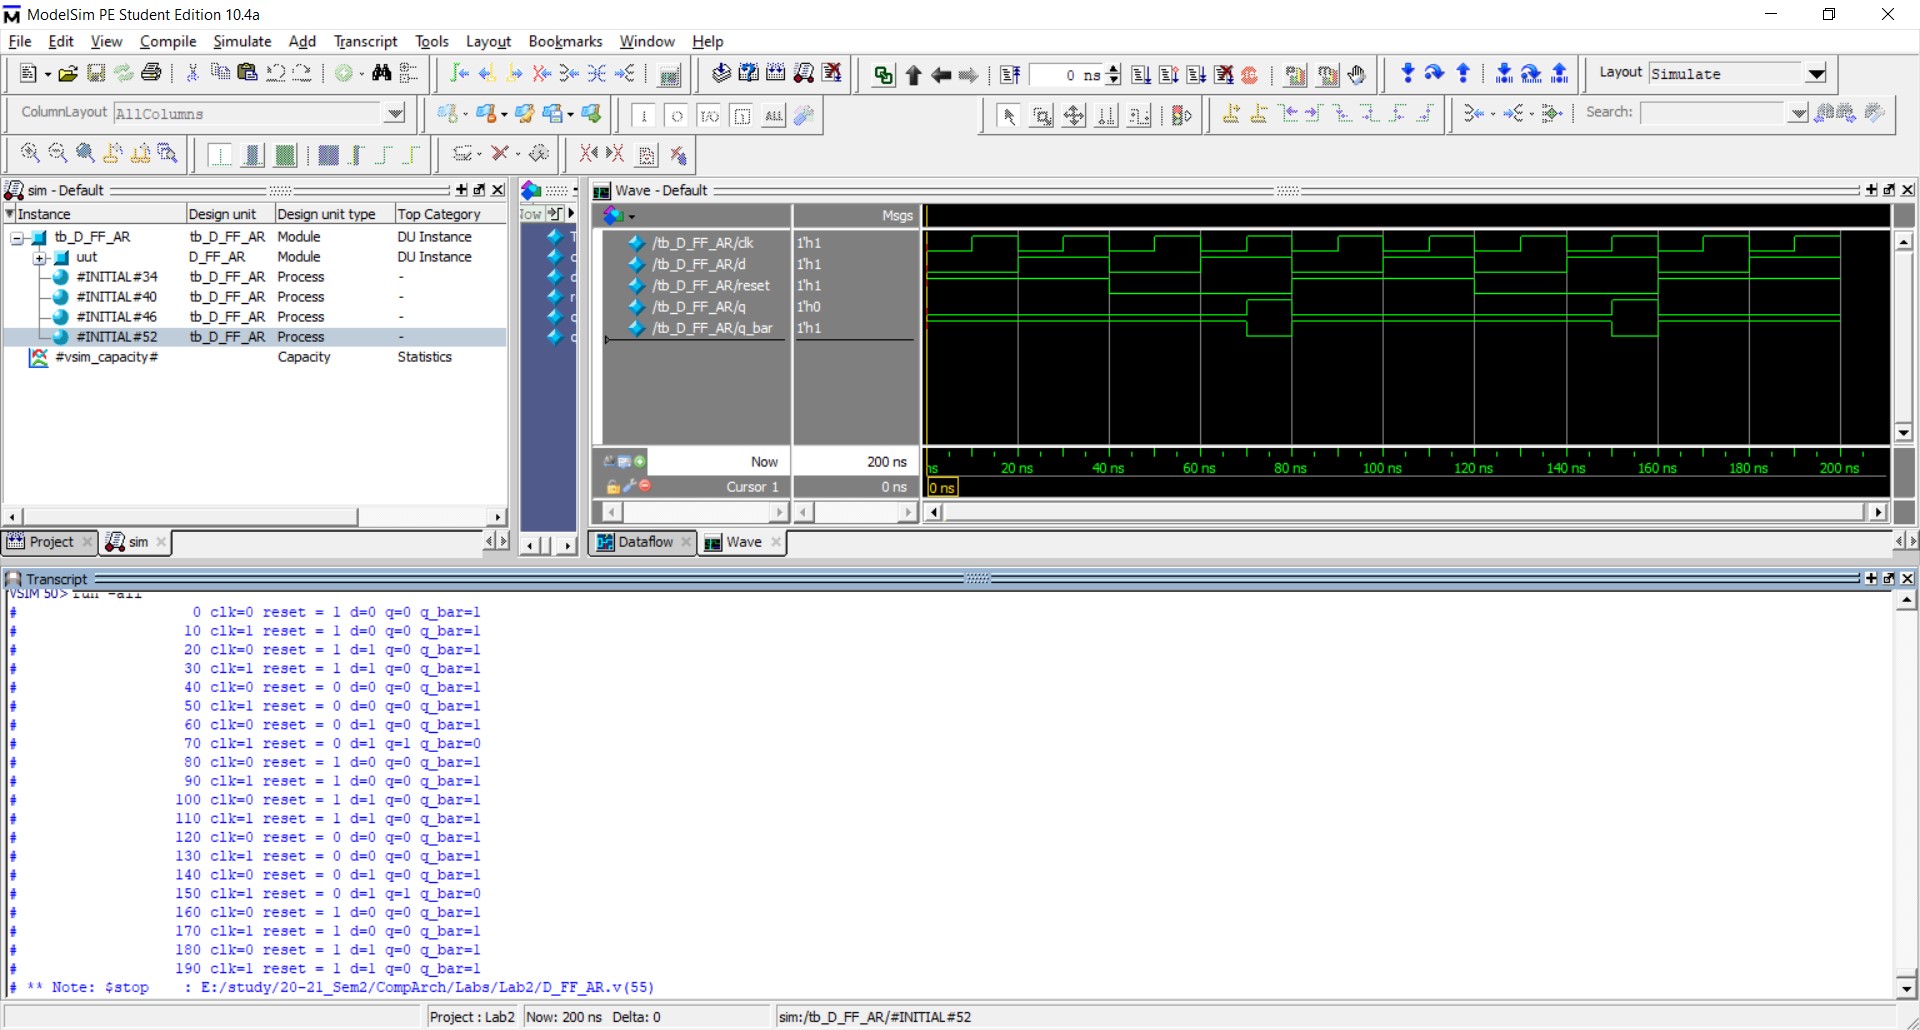 ModelSim PE Student Edition 10.4a
File Edit View Compile Simulate Add Transcript Tools Layout Bookmarks Window Help
0 ns
Layout Simulate
ColumnLayout AllColumns
Search:
sim - Default
Instance Design unit Design unit type Top Category
tb_D_FF_AR tb_D_FF_AR Module DU Instance
uut D_FF_AR Module DU Instance
#INITIAL#34 tb_D_FF_AR Process -
#INITIAL#40 tb_D_FF_AR Process -
#INITIAL#46 tb_D_FF_AR Process -
#INITIAL#52 tb_D_FF_AR Process -
#vsim_capacity# Capacity Statistics
Project sim
Wave - Default
Msgs
/tb_D_FF_AR/clk 1'h1
/tb_D_FF_AR/d 1'h1
/tb_D_FF_AR/reset 1'h1
/tb_D_FF_AR/q 1'h0
/tb_D_FF_AR/q_bar 1'h1
Now 200 ns
Cursor 1 0 ns
ns 20 ns 40 ns 60 ns 80 ns 100 ns 120 ns 140 ns 160 ns 180 ns 200 ns
0 ns
Dataflow Wave
Transcript
VSIM 50> run -all
# 0 clk=0 reset = 1 d=0 q=0 q_bar=1
# 10 clk=1 reset = 1 d=0 q=0 q_bar=1
# 20 clk=0 reset = 1 d=1 q=0 q_bar=1
# 30 clk=1 reset = 1 d=1 q=0 q_bar=1
# 40 clk=0 reset = 0 d=0 q=0 q_bar=1
# 50 clk=1 reset = 0 d=0 q=0 q_bar=1
# 60 clk=0 reset = 0 d=1 q=0 q_bar=1
# 70 clk=1 reset = 0 d=1 q=1 q_bar=0
# 80 clk=0 reset = 1 d=0 q=0 q_bar=1
# 90 clk=1 reset = 1 d=0 q=0 q_bar=1
# 100 clk=0 reset = 1 d=1 q=0 q_bar=1
# 110 clk=1 reset = 1 d=1 q=0 q_bar=1
# 120 clk=0 reset = 0 d=0 q=0 q_bar=1
# 130 clk=1 reset = 0 d=0 q=0 q_bar=1
# 140 clk=0 reset = 0 d=1 q=0 q_bar=1
# 150 clk=1 reset = 0 d=1 q=1 q_bar=0
# 160 clk=0 reset = 1 d=0 q=0 q_bar=1
# 170 clk=1 reset = 1 d=0 q=0 q_bar=1
# 180 clk=0 reset = 1 d=1 q=0 q_bar=1
# 190 clk=1 reset = 1 d=1 q=0 q_bar=1
# ** Note: $stop : E:/study/20-21_Sem2/CompArch/Labs/Lab2/D_FF_AR.v(55)
Project : Lab2 Now: 200 ns Delta: 0 sim:/tb_D_FF_AR/#INITIAL#52